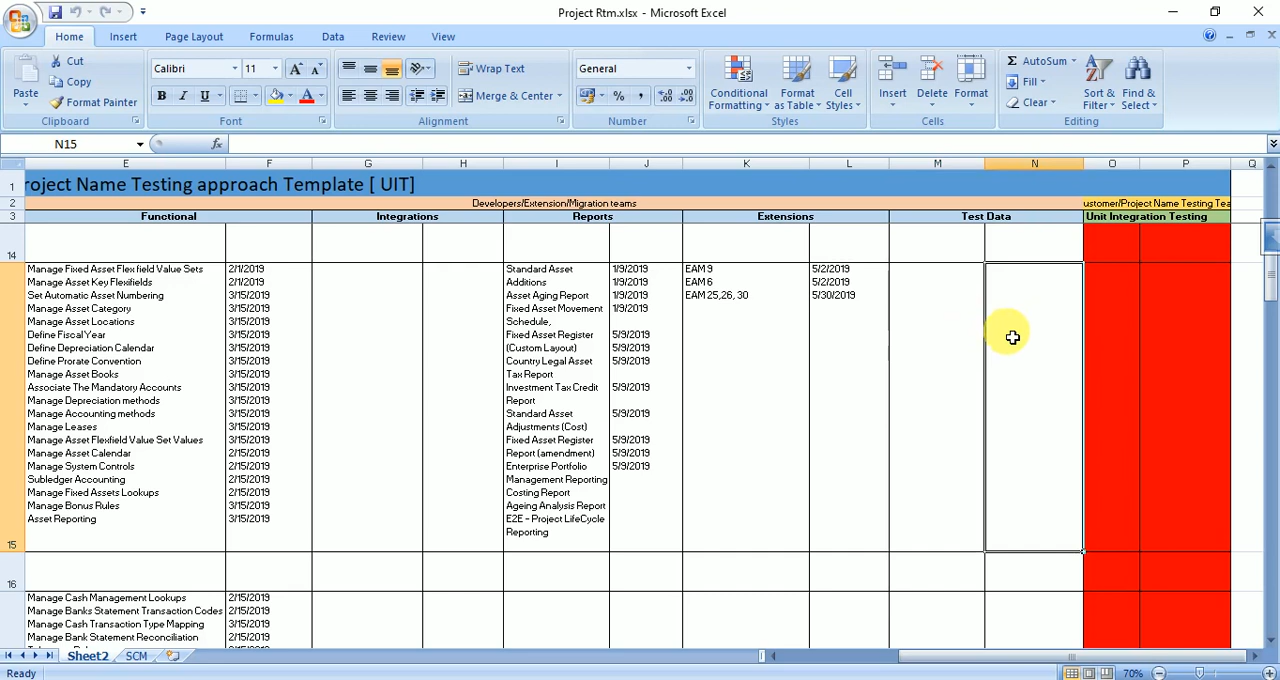 Project Rtm.xlsx - Microsoft Excel
Home Insert Page Layout Formulas Data Review View
Cut
Copy
Format Painter
Paste
Clipboard
Calibri 11
B I U
Font
Wrap Text
Merge & Center
Alignment
General
% ,
Number
Conditional Formatting
Format as Table
Cell Styles
Styles
Insert Delete Format
Cells
AutoSum
Fill
Clear
Sort & Filter
Find & Select
Editing
N15 fx
E F G H I J K L M N O P Q
1 roject Name Testing approach Template [ UIT]
2 Developers/Extension/Migration teams ustomer/Project Name Testing Tea
3 Functional Integrations Reports Extensions Test Data Unit Integration Testing
14
Manage Fixed Asset Flex field Value Sets 2/1/2019 Standard Asset 1/9/2019 EAM 9 5/2/2019
Manage Asset Key Flexifields 2/1/2019 Additions 1/9/2019 EAM 6 5/2/2019
Set Automatic Asset Numbering 3/15/2019 Asset Aging Report 1/9/2019 EAM 25,26, 30 5/30/2019
Manage Asset Category 3/15/2019 Fixed Asset Movement 1/9/2019
Manage Asset Locations 3/15/2019 Schedule,
Define Fiscal Year 3/15/2019 Fixed Asset Register 5/9/2019
Define Depreciation Calendar 3/15/2019 (Custom Layout) 5/9/2019
Define Prorate Convention 3/15/2019 Country Legal Asset 5/9/2019
Manage Asset Books 3/15/2019 Tax Report
Associate The Mandatory Accounts 3/15/2019 Investment Tax Credit 5/9/2019
Manage Depreciation methods 3/15/2019 Report
Manage Accounting methods 3/15/2019 Standard Asset 5/9/2019
Manage Leases 3/15/2019 Adjustments (Cost)
Manage Asset Flexfield Value Set Values 3/15/2019 Fixed Asset Register 5/9/2019
Manage Asset Calendar 2/15/2019 Report (amendment) 5/9/2019
Manage System Controls 2/15/2019 Enterprise Portfolio 5/9/2019
Subledger Accounting 2/15/2019 Management Reporting
Manage Fixed Assets Lookups 2/15/2019 Costing Report
Manage Bonus Rules 3/15/2019 Ageing Analysis Report
Asset Reporting 3/15/2019 E2E - Project LifeCycle
Reporting
15
16
Manage Cash Management Lookups 2/15/2019
Manage Banks Statement Transaction Codes 2/15/2019
Manage Cash Transaction Type Mapping 3/15/2019
Manage Bank Statement Reconciliation 2/15/2019
Sheet2 SCM
Ready 70%